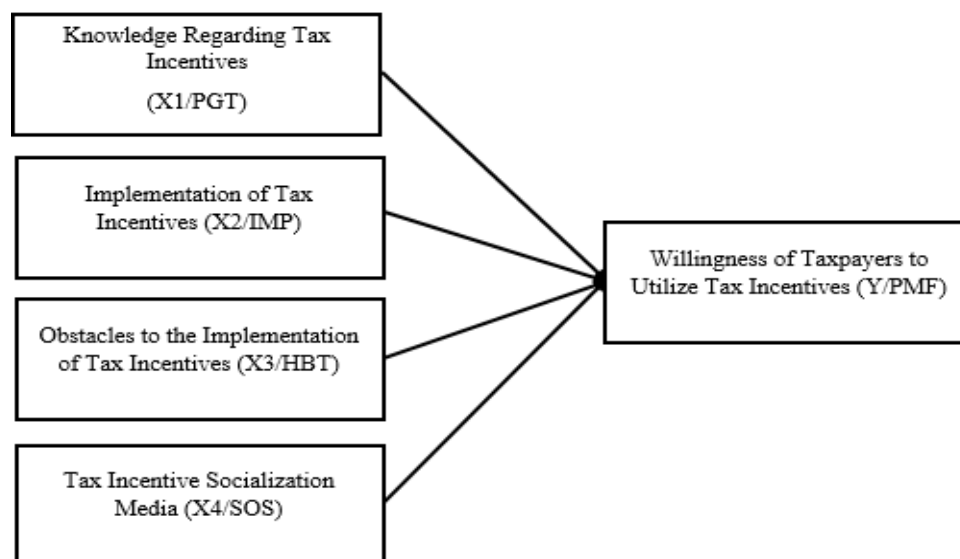 Knowledge Regarding Tax
Incentives
(X1/PGT)
Implementation of Tax
Incentives (X2/IMP)
Obstacles to the Implementation
of Tax Incentives (X3/HBT)
Tax Incentive Socialization
Media (X4/SOS)
Willingness of Taxpayers to
Utilize Tax Incentives (Y/PMF)